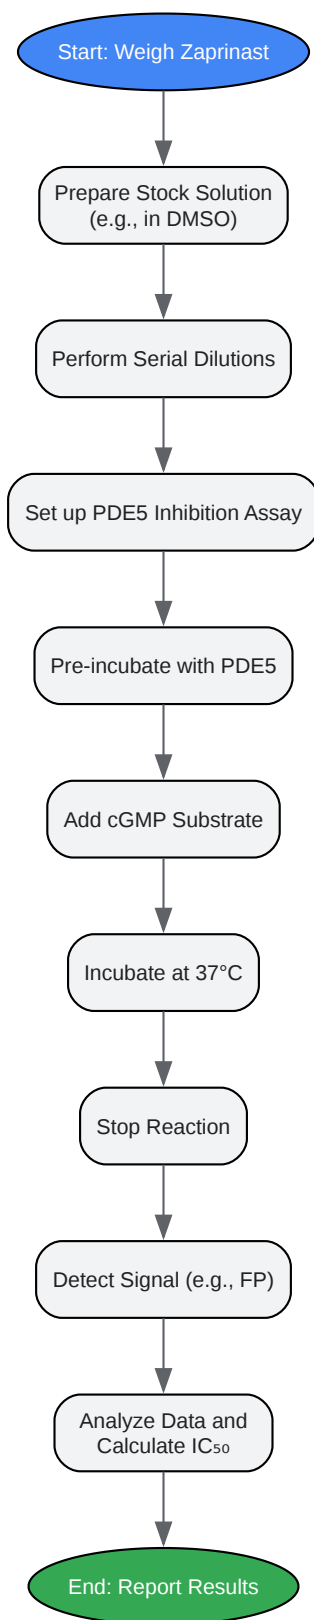 Start: Weigh Zaprinast
Prepare Stock Solution
(e.g., in DMSO)
Perform Serial Dilutions
Set up PDE5 Inhibition Assay
Pre-incubate with PDE5
Add cGMP Substrate
Incubate at 37°C
Stop Reaction
Detect Signal (e.g., FP)
Analyze Data and
Calculate IC₅₀
End: Report Results